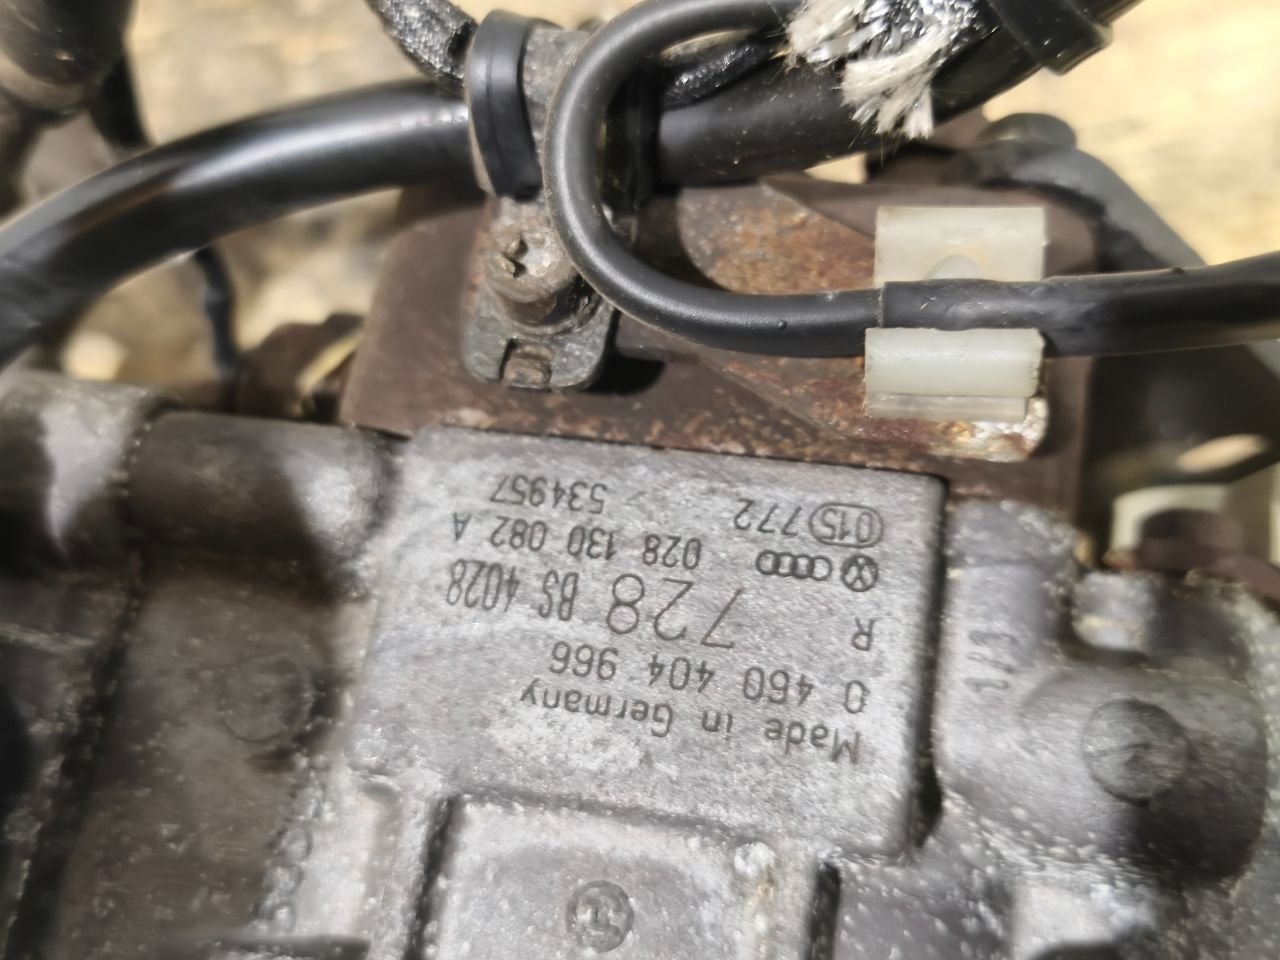 Made in Germany
0 460 404 966
R 728 BS 4028
028 130 082 A
015 772 534957